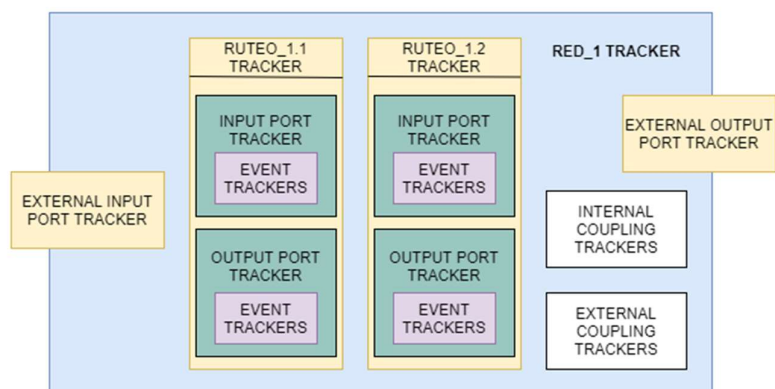 RUTEO_1.1
TRACKER
INPUT PORT
TRACKER
EVENT
TRACKERS
OUTPUT PORT
TRACKER
EVENT
TRACKERS
RUTEO_1.2
TRACKER
INPUT PORT
TRACKER
EVENT
TRACKERS
OUTPUT PORT
TRACKER
EVENT
TRACKERS
RED_1 TRACKER
EXTERNAL OUTPUT
PORT TRACKER
EXTERNAL INPUT
PORT TRACKER
INTERNAL
COUPLING
TRACKERS
EXTERNAL
COUPLING
TRACKERS